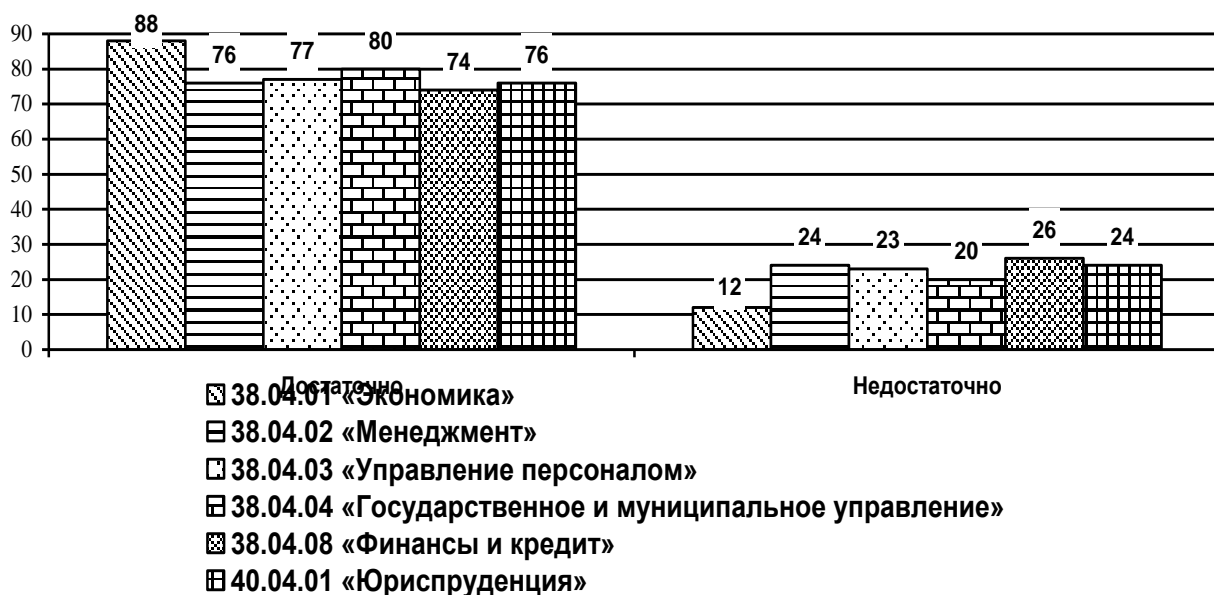 90
88
76
77
80
74
76
80
70
60
50
40
30
20
10
0
24
23
20
26
24
12
Достаточно
Недостаточно
38.04.01 «Экономика»
38.04.02 «Менеджмент»
38.04.03 «Управление персоналом»
38.04.04 «Государственное и муниципальное управление»
38.04.08 «Финансы и кредит»
40.04.01 «Юриспруденция»